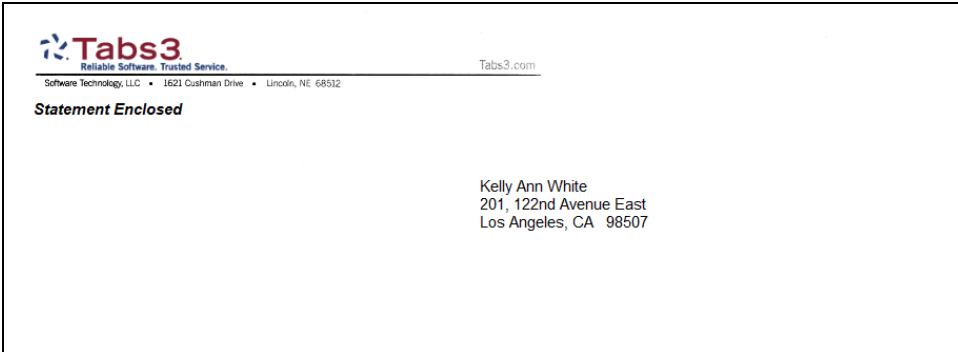 Tabs3.
Reliable Software. Trusted Service.
Tabs3.com
Software Technology, LLC • 1621 Cushman Drive • Lincoln, NE 68512
Statement Enclosed
Kelly Ann White
201, 122nd Avenue East
Los Angeles, CA 98507